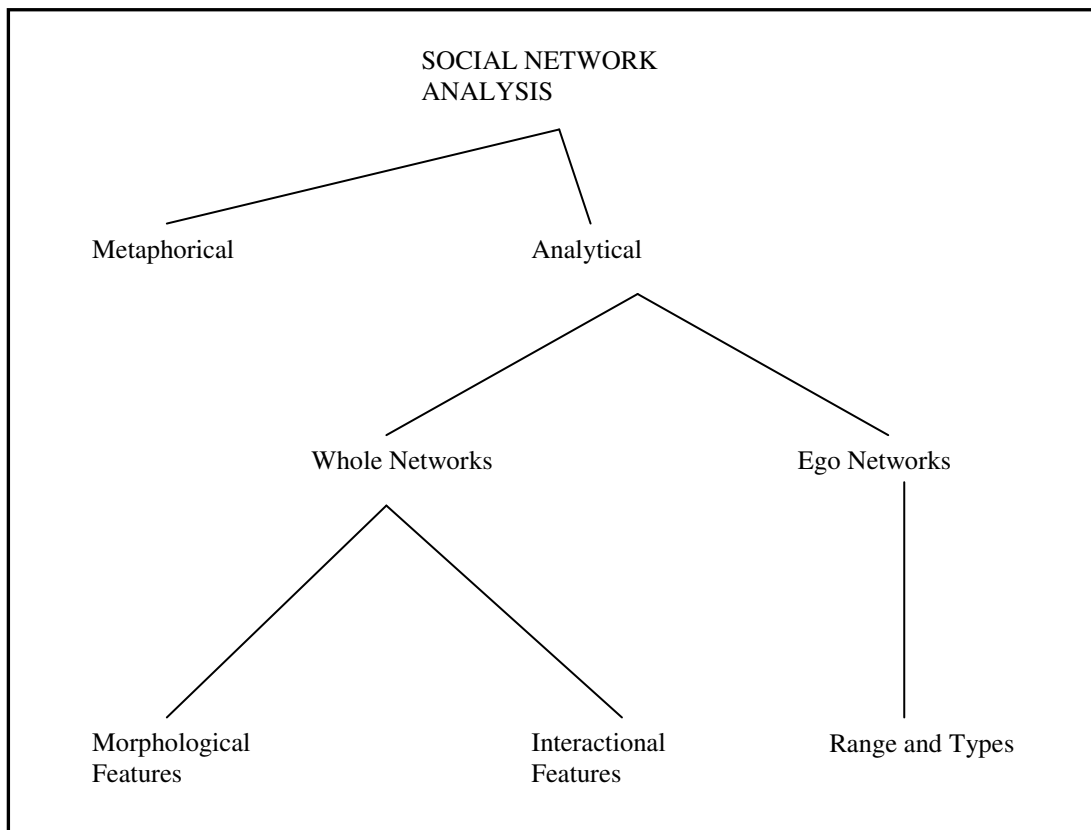 SOCIAL NETWORK
ANALYSIS
Metaphorical
Analytical
Whole Networks
Ego Networks
Morphological
Features
Interactional
Features
Range and Types